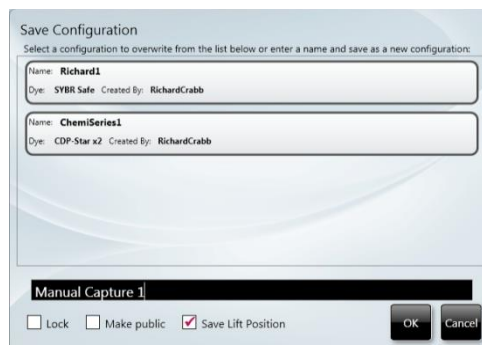 Save Configuration
Select a configuration to overwrite from the list below or enter a name and save as a new configuration:
Name: Richard1
Dye: SYBR Safe Created By: RichardCrabb
Name: ChemiSeries1
Dye: CDP-Star x2 Created By: RichardCrabb
Manual Capture 1
Lock Make public Save Lift Position OK Cancel